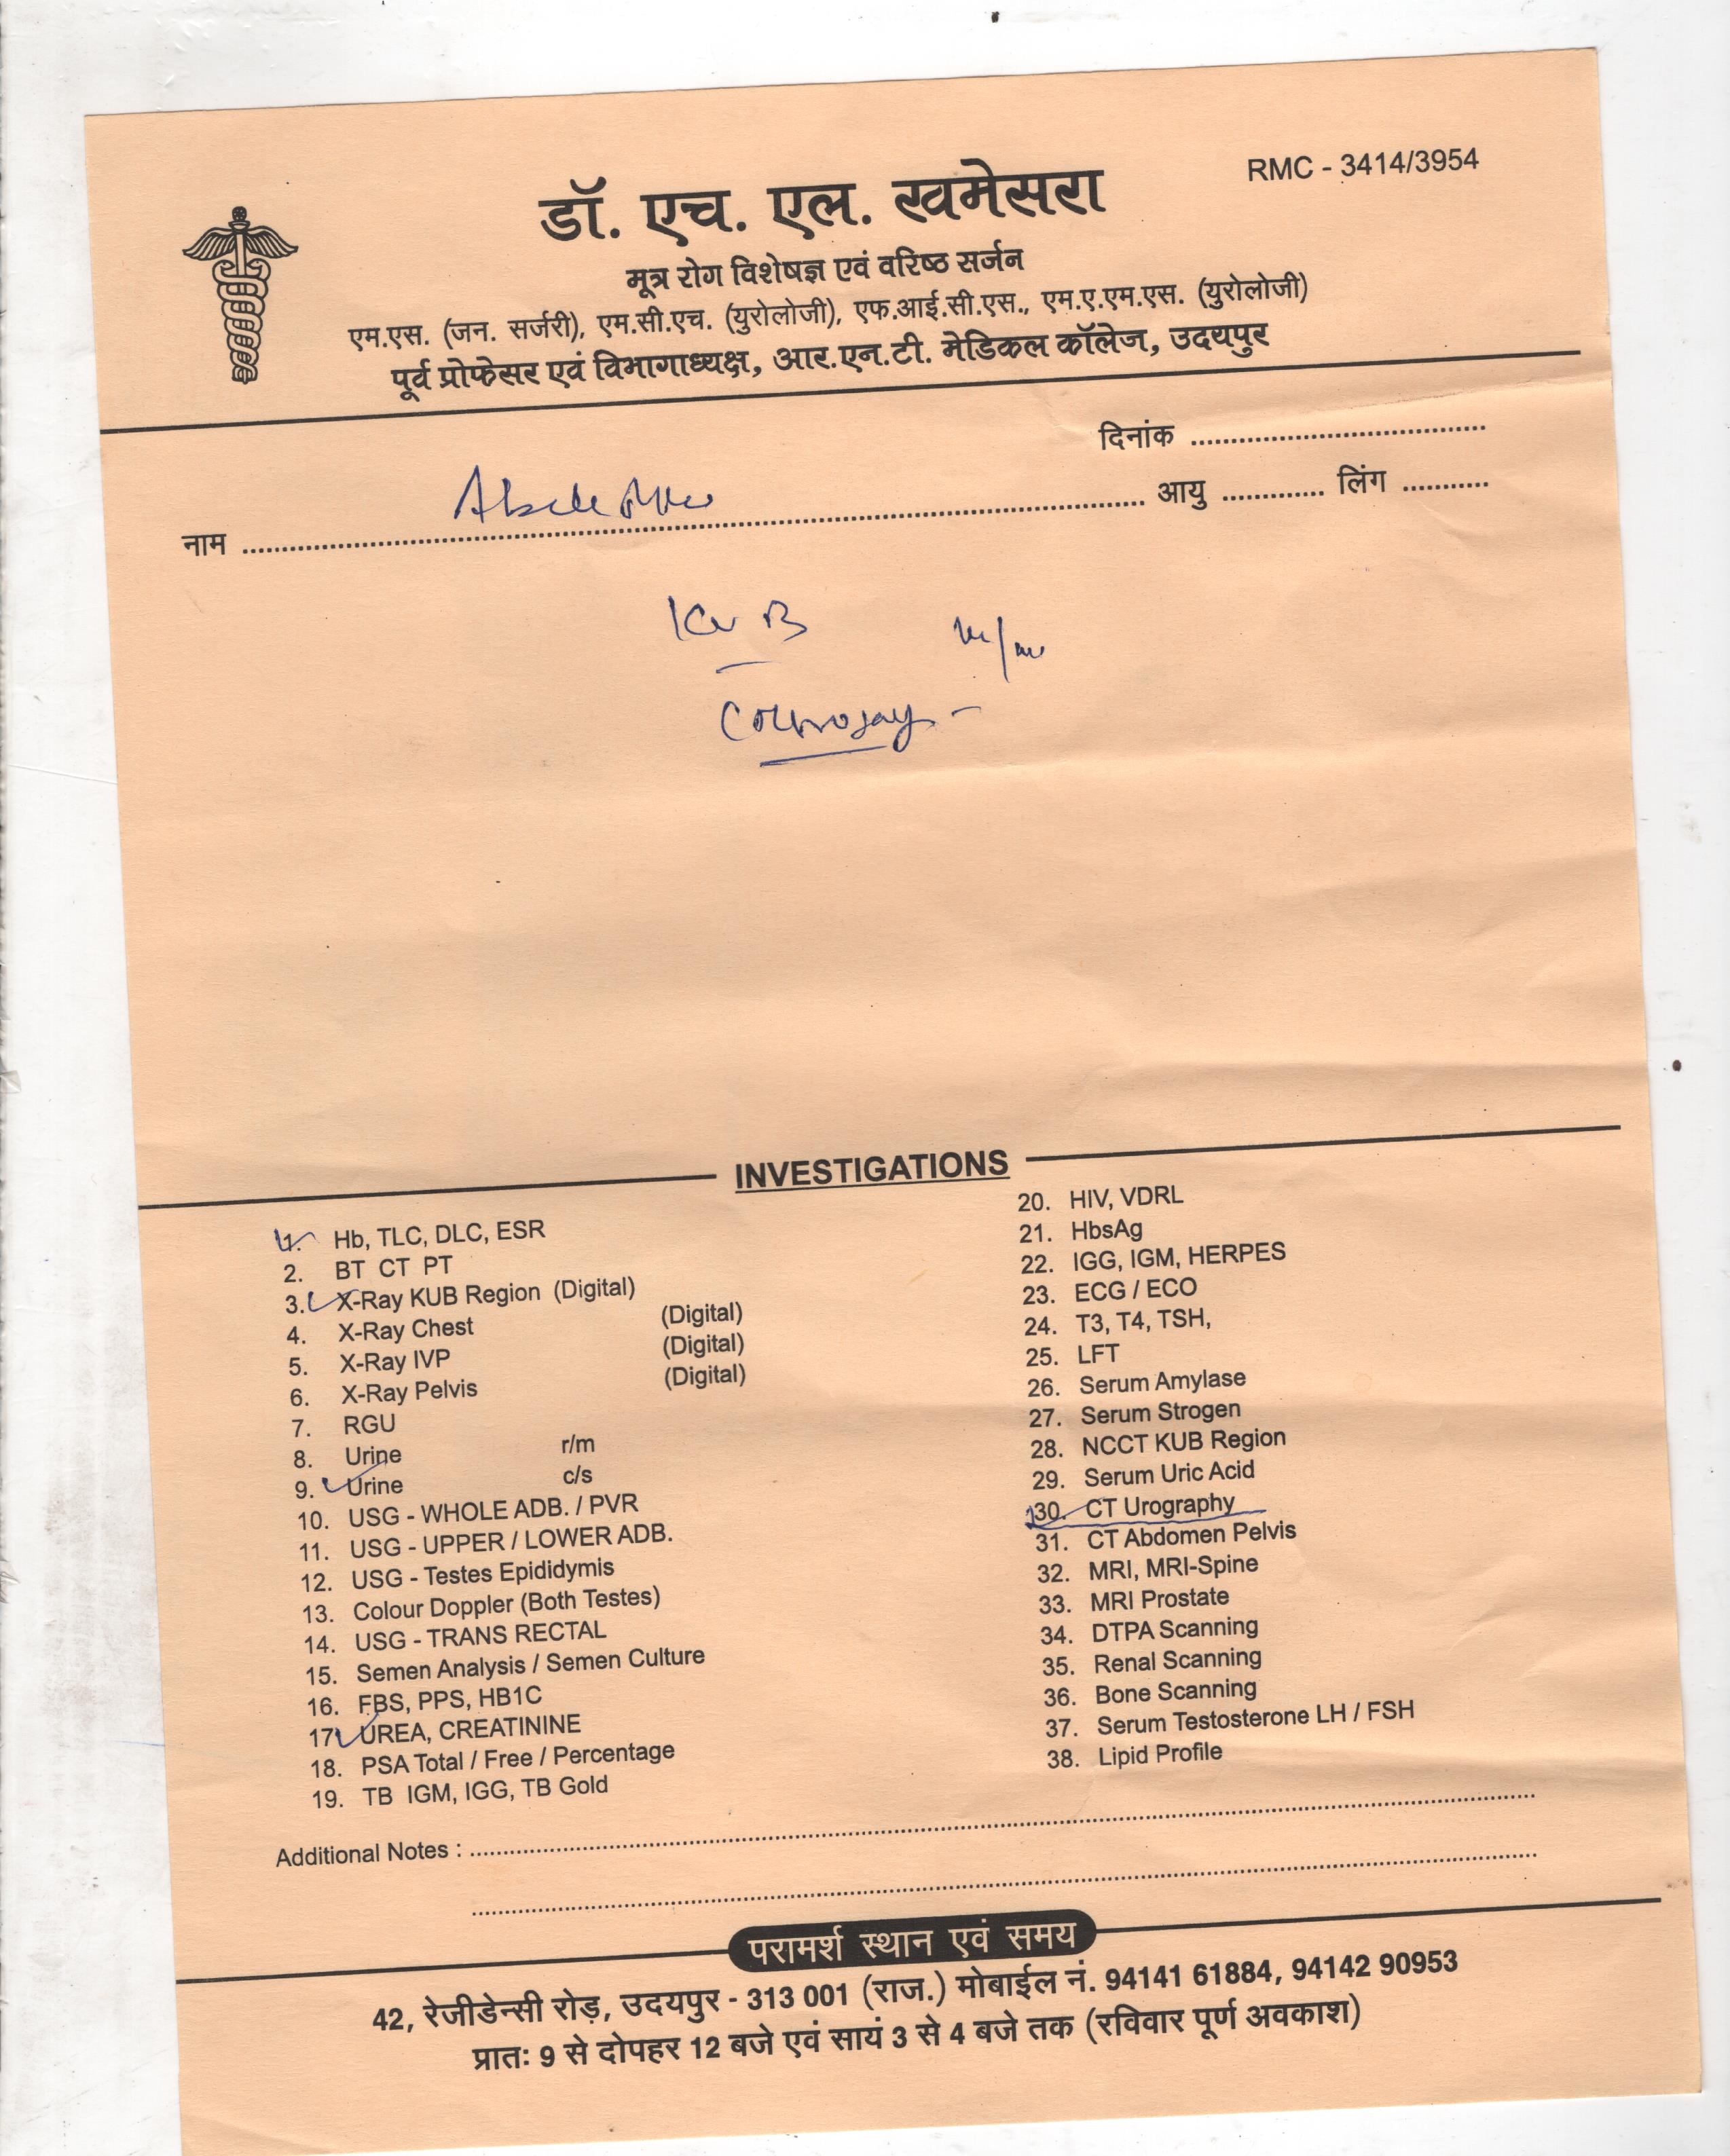 RMC - 3414/3954
डॉ. एच. एल. खमेसरा
मूत्र रोग विशेषज्ञ एवं वरिष्ठ सर्जन
एम.एस. (जन. सर्जरी), एम.सी.एच. (युरोलोजी), एफ.आई.सी.एस., एम.ए.एम.एस. (युरोलोजी)
पूर्व प्रोफेसर एवं विभागाध्यक्ष, आर.एन.टी. मेडिकल कॉलेज, उदयपुर
दिनांक
नाम आयु लिंग
KUB
INVESTIGATIONS
1. Hb, TLC, DLC, ESR
2. BT CT PT
3. X-Ray KUB Region (Digital)
4. X-Ray Chest (Digital)
5. X-Ray IVP (Digital)
6. X-Ray Pelvis (Digital)
7. RGU
8. Urine r/m
9. Urine c/s
10. USG - WHOLE ADB. / PVR
11. USG - UPPER / LOWER ADB.
12. USG - Testes Epididymis
13. Colour Doppler (Both Testes)
14. USG - TRANS RECTAL
15. Semen Analysis / Semen Culture
16. FBS, PPS, HB1C
17. UREA, CREATININE
18. PSA Total / Free / Percentage
19. TB IGM, IGG, TB Gold
20. HIV, VDRL
21. HbsAg
22. IGG, IGM, HERPES
23. ECG / ECO
24. T3, T4, TSH,
25. LFT
26. Serum Amylase
27. Serum Strogen
28. NCCT KUB Region
29. Serum Uric Acid
30. CT Urography
31. CT Abdomen Pelvis
32. MRI, MRI-Spine
33. MRI Prostate
34. DTPA Scanning
35. Renal Scanning
36. Bone Scanning
37. Serum Testosterone LH / FSH
38. Lipid Profile
Additional Notes :
परामर्श स्थान एवं समय
42, रेजीडेन्सी रोड़, उदयपुर - 313 001 (राज.) मोबाईल नं. 94141 61884, 94142 90953
प्रातः 9 से दोपहर 12 बजे एवं सायं 3 से 4 बजे तक (रविवार पूर्ण अवकाश)